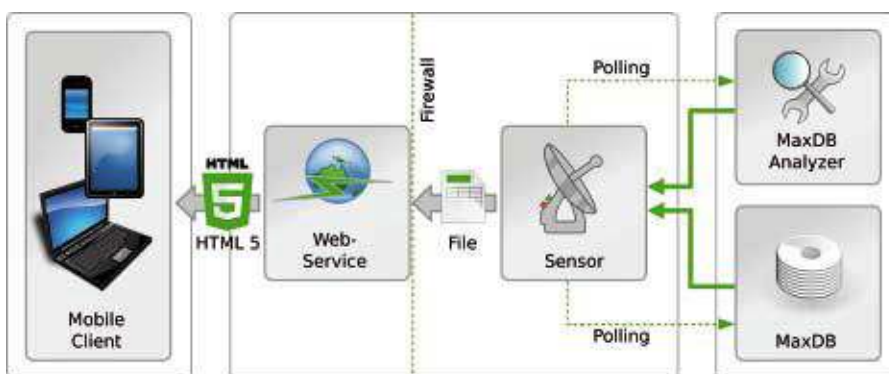 Mobile
Client
HTML
5
HTML 5
Web-
Service
Firewall
File
Sensor
Polling
Polling
MaxDB
Analyzer
MaxDB